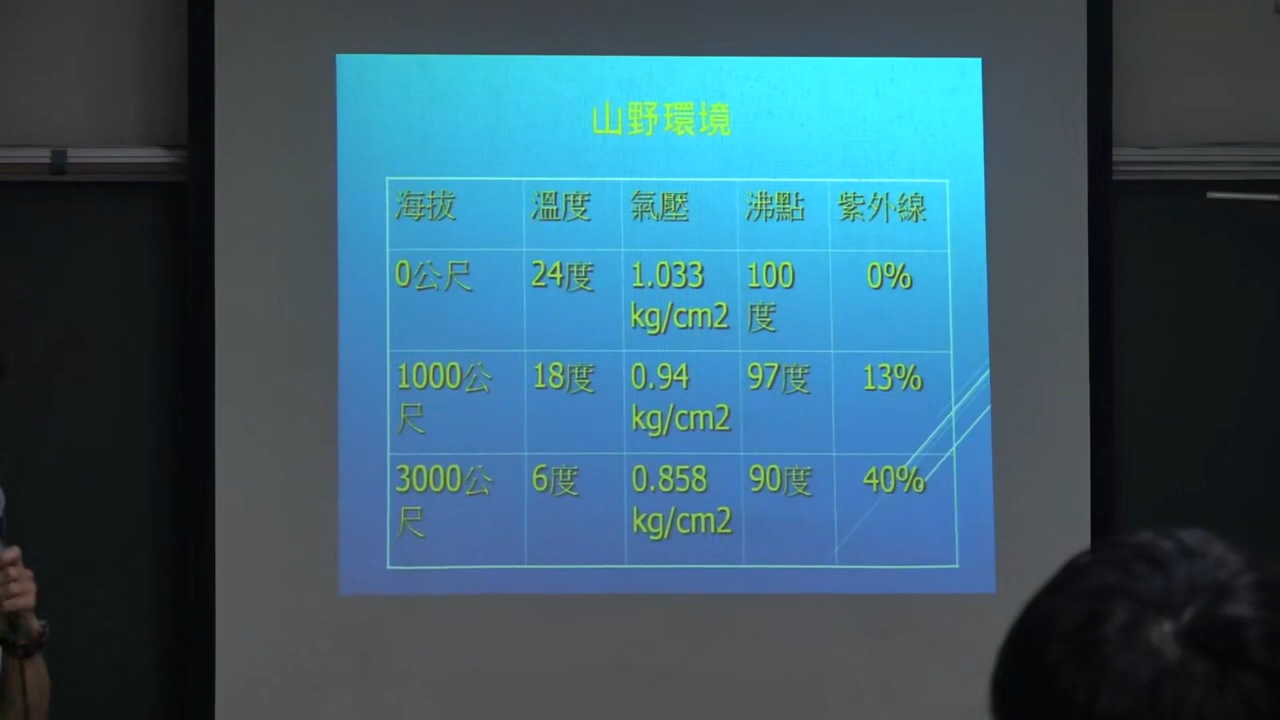 山野環境
海拔 溫度 氣壓 沸點 紫外線
0公尺 24度 1.033 100 0%
kg/cm2 度
1000公 18度 0.94 97度 13%
尺 kg/cm2
3000公 6度 0.858 90度 40%
尺 kg/cm2